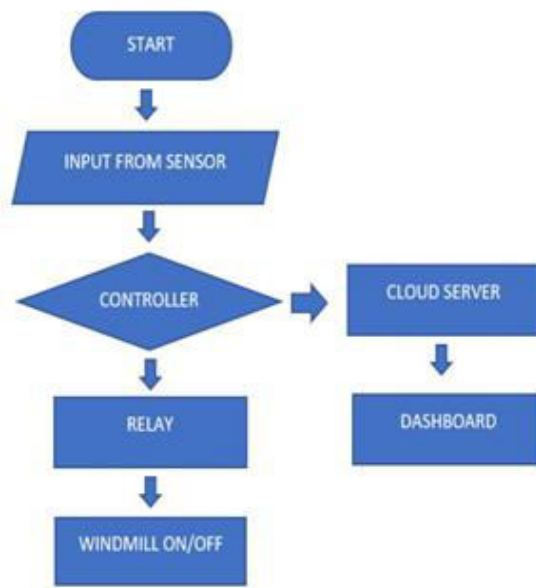 START
INPUT FROM SENSOR
CONTROLLER
CLOUD SERVER
RELAY
DASHBOARD
WINDMILL ON/OFF